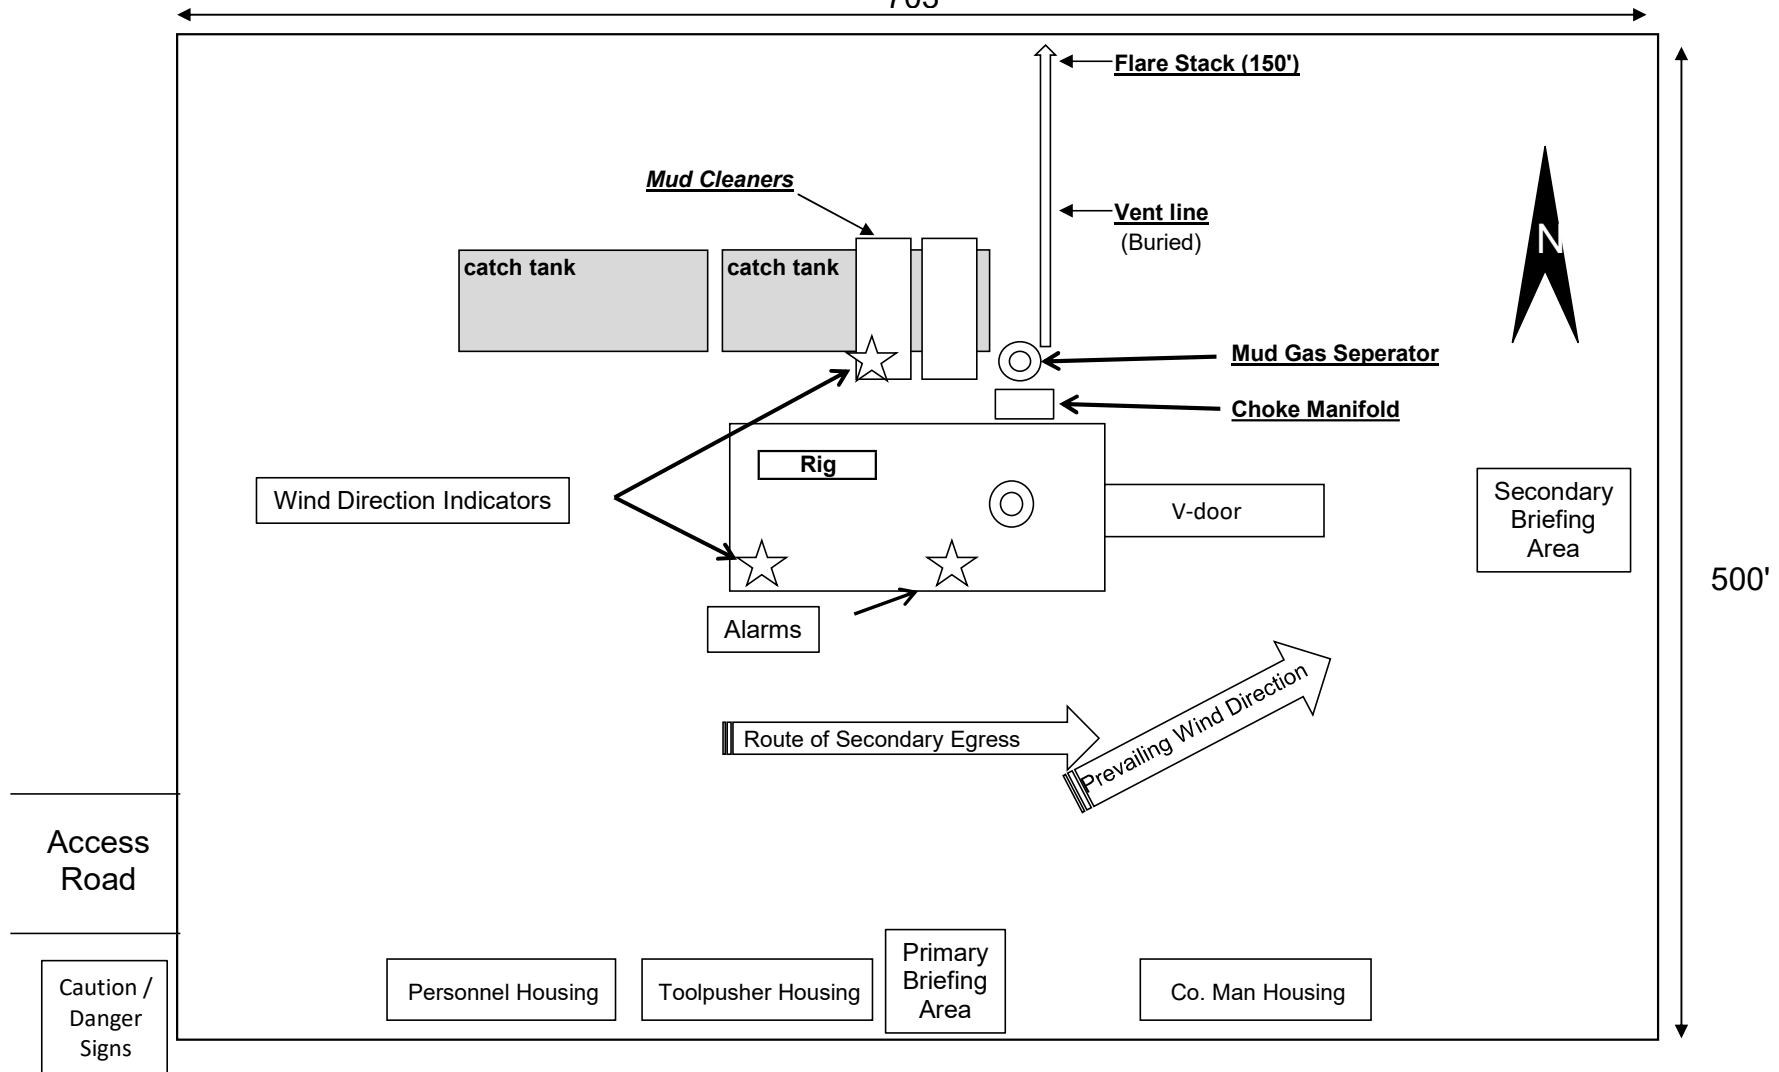 Flare Stack (150')
Mud Cleaners
Vent line
(Buried)
N
catch tank
catch tank
Mud Gas Seperator
Choke Manifold
Rig
Wind Direction Indicators
V-door
Secondary
Briefing
Area
500'
Alarms
Prevailing Wind Direction
Route of Secondary Egress
Access
Road
Primary
Briefing
Area
Personnel Housing
Toolpusher Housing
Co. Man Housing
Caution /
Danger
Signs